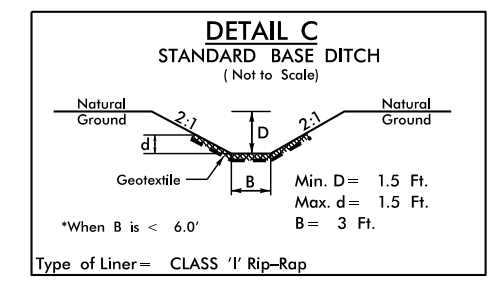 DETAIL C
STANDARD BASE DITCH
( Not to Scale)
Natural
Ground
2:1
D
2:1
Natural
Ground
d
Geotextile
B
Min. D= 1.5 Ft.
Max. d= 1.5 Ft.
B= 3 Ft.
*When B is < 6.0'
Type of Liner= CLASS 'I' Rip-Rap